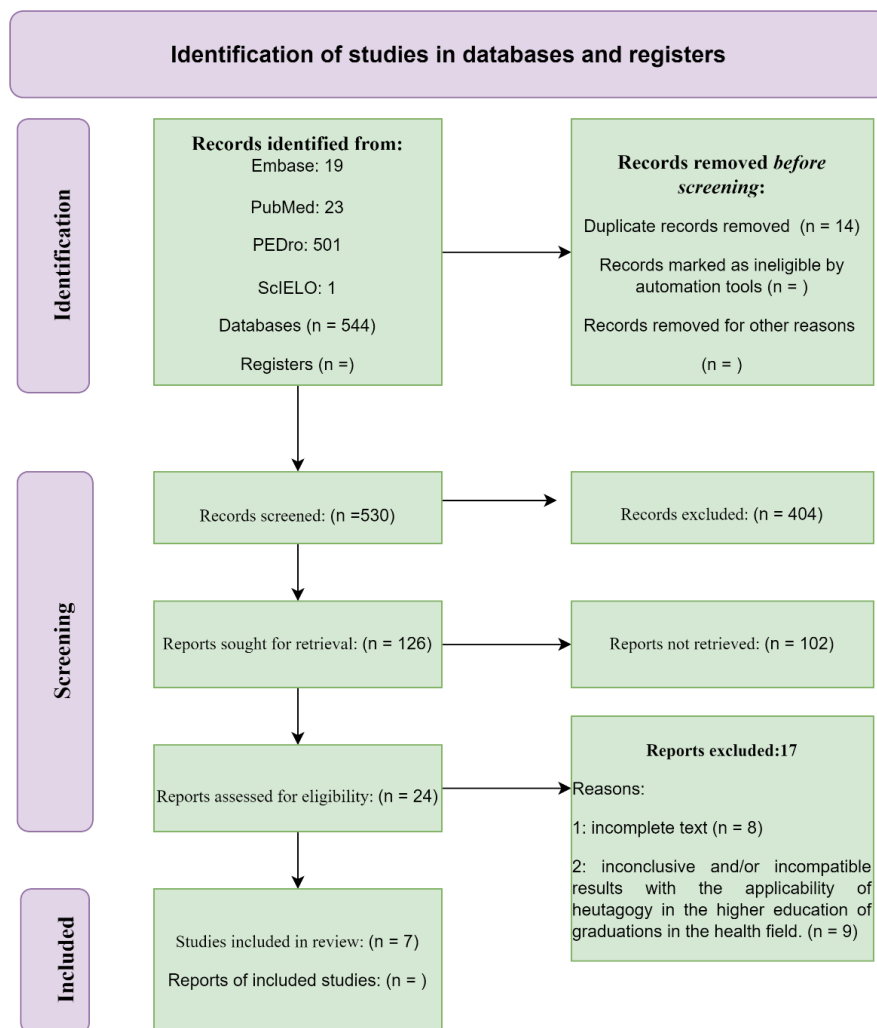 Identification of studies in databases and registers
Identification
Records identified from:
Embase: 19
PubMed: 23
PEDro: 501
ScIELO: 1
Databases (n = 544)
Registers (n =)
Records removed before
screening:
Duplicate records removed (n = 14)
Records marked as ineligible by
automation tools (n = )
Records removed for other reasons
(n = )
Screening
Records screened: (n =530)
Records excluded: (n = 404)
Reports sought for retrieval: (n = 126)
Reports not retrieved: (n = 102)
Reports assessed for eligibility: (n = 24)
Reports excluded:17
Reasons:
1: incomplete text (n = 8)
2: inconclusive and/or incompatible
results with the applicability of
heutagogy in the higher education of
graduations in the health field. (n = 9)
Included
Studies included in review: (n = 7)
Reports of included studies: (n = )